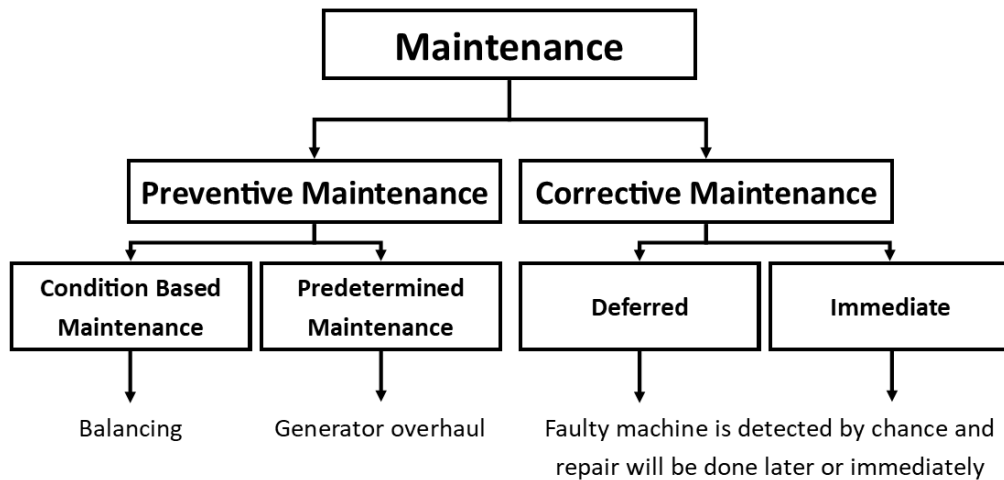 Maintenance
Preventive Maintenance
Corrective Maintenance
Condition Based
Maintenance
Predetermined
Maintenance
Deferred
Immediate
Balancing
Generator overhaul
Faulty machine is detected by chance and
repair will be done later or immediately